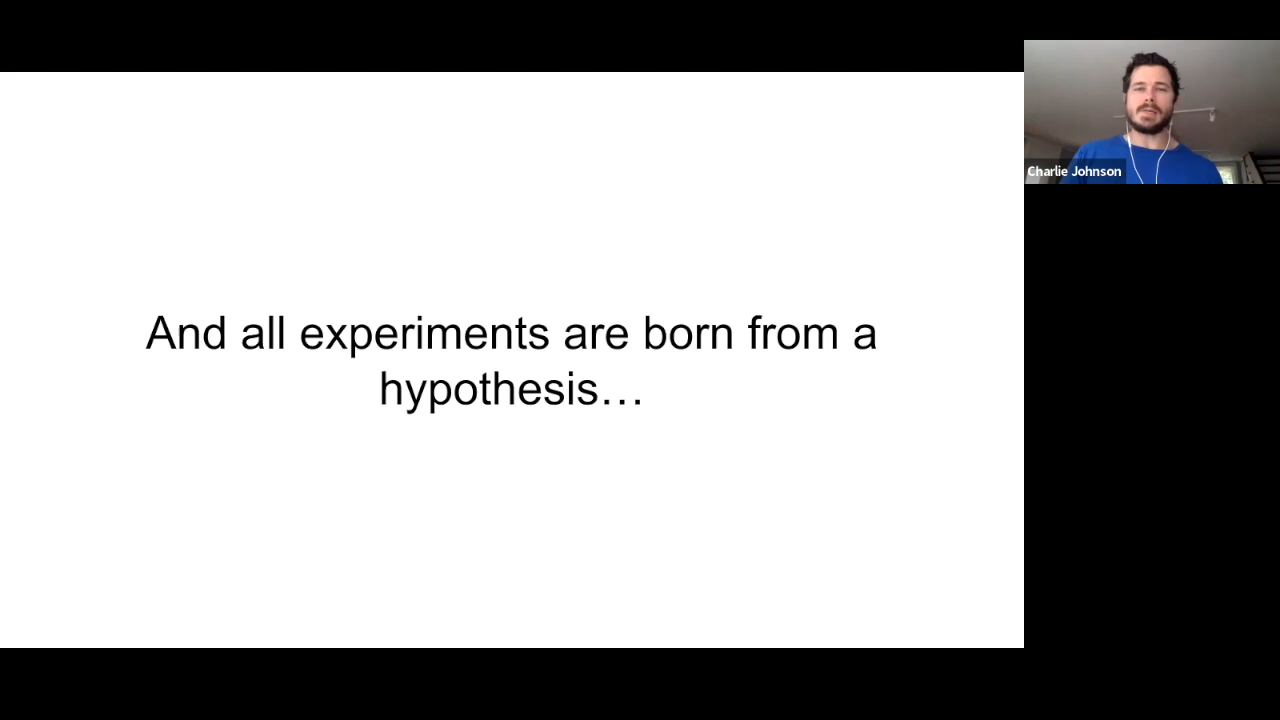 And all experiments are born from a
hypothesis…
Charlie Johnson